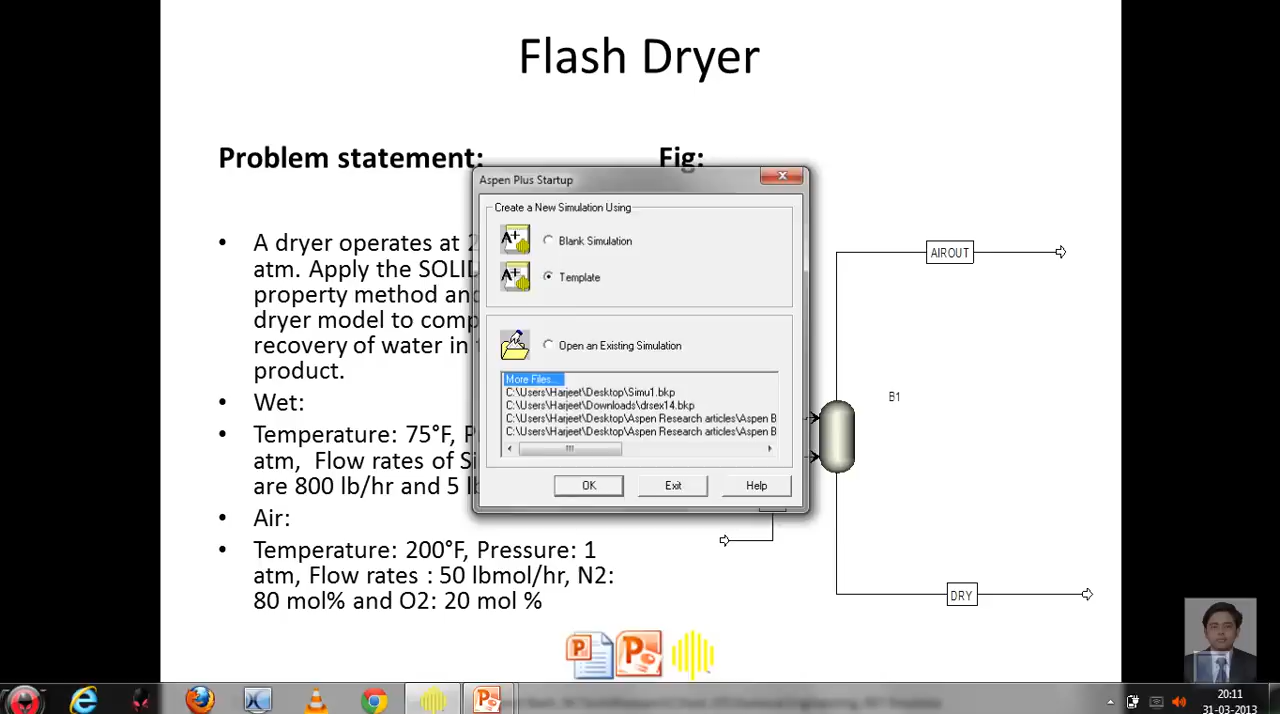 Flash Dryer
Problem statement:
Fig:
A dryer operates at 2
atm. Apply the SOLID
property method and
dryer model to comp
recovery of water in
product.
• Wet:
• Temperature: 75°F, P
atm, Flow rates of Si
are 800 lb/hr and 5 lb
• Air:
• Temperature: 200°F, Pressure: 1
atm, Flow rates : 50 lbmol/hr, N2:
80 mol% and O2: 20 mol %
Aspen Plus Startup
Create a New Simulation Using
Blank Simulation
Template
Open an Existing Simulation
More Files...
C:\Users\Harjeet\Desktop\Simu1.bkp
C:\Users\Harjeet\Downloads\drsex14.bkp
C:\Users\Harjeet\Desktop\Aspen Research articles\Aspen B
C:\Users\Harjeet\Desktop\Aspen Research articles\Aspen B
OK
Exit
Help
AIROUT
B1
DRY
20:11
31-03-2013